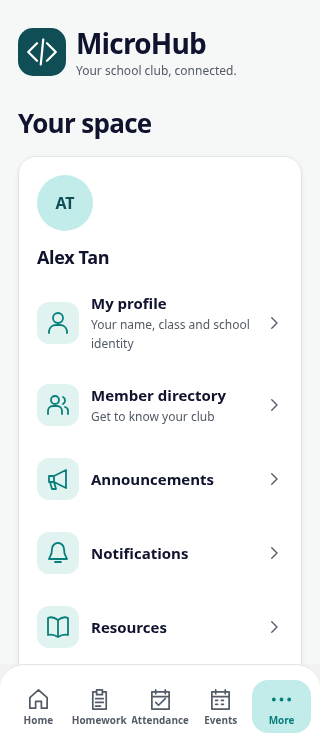 MicroHub
Your school club, connected.
Your space
AT
Alex Tan
My profile
Your name, class and school
identity
Member directory
Get to know your club
Announcements
Notifications
Resources
Home
Homework
Attendance
Events
More